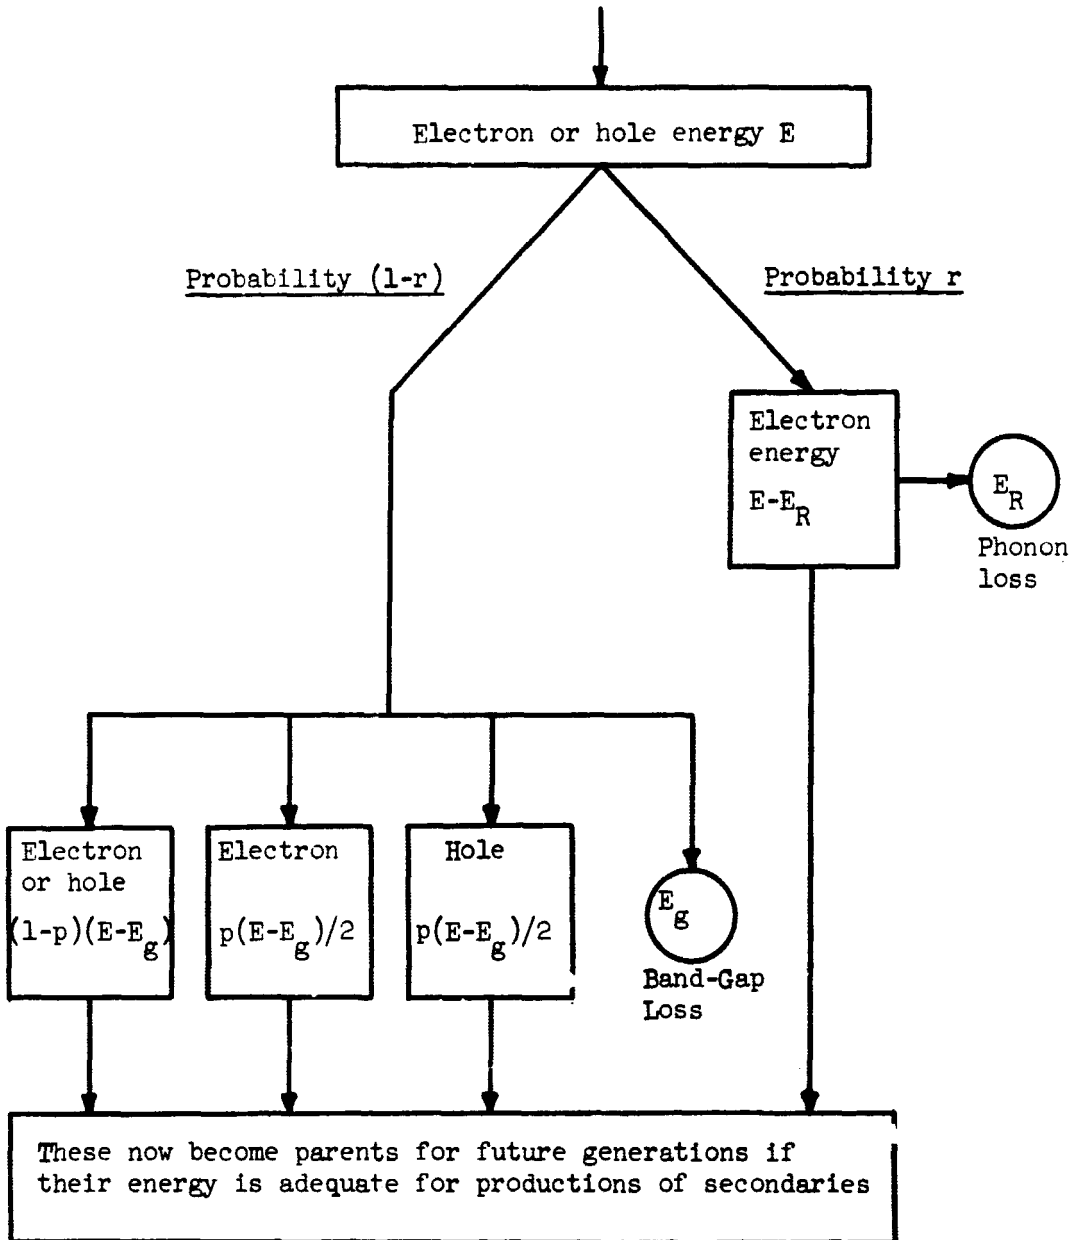 Electron or hole energy E
Probability (1-r)
Probability r
Electron
energy
E-E_R
E_R
Phonon
loss
Electron
or hole
(1-p)(E-E_g)
Electron
p(E-E_g)/2
Hole
p(E-E_g)/2
E_g
Band-Gap
Loss
These now become parents for future generations if
their energy is adequate for productions of secondaries